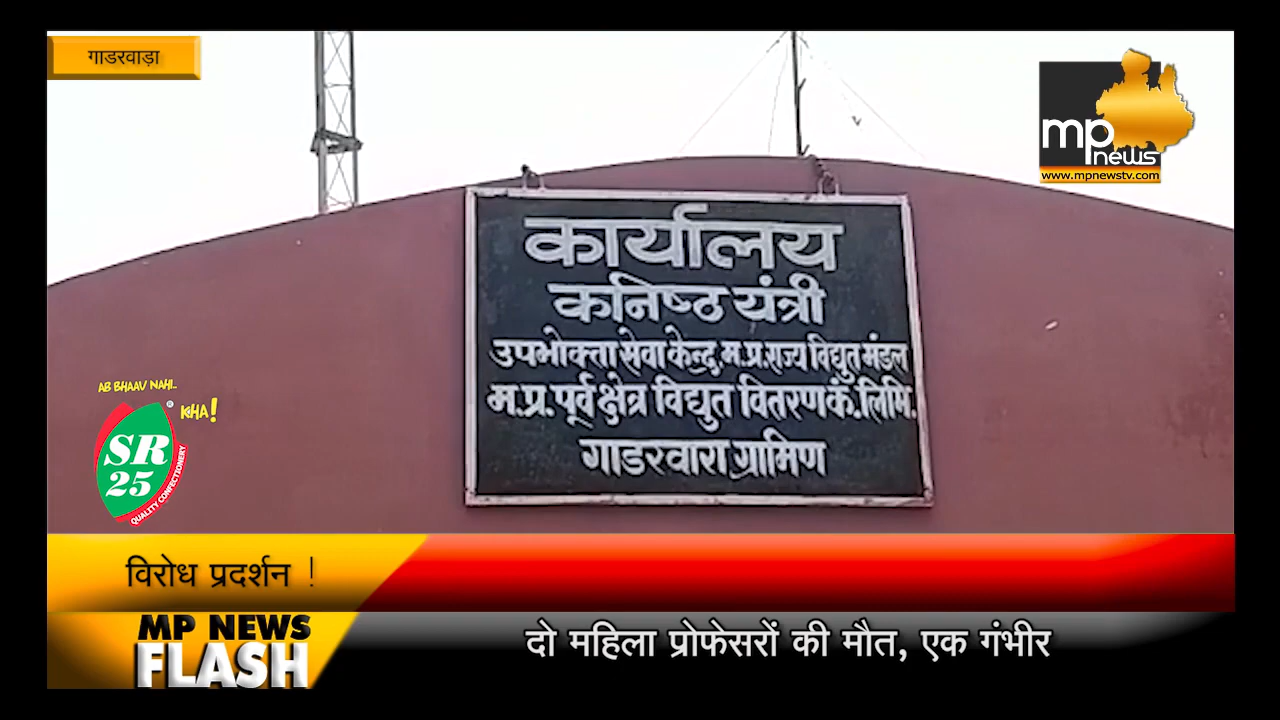 गाडरवाड़ा
mp
news
www.mpnewstv.com
कार्यालय
कनिष्ठ यंत्री
उपभोक्ता सेवा केन्द्र.म.प्र.राज्य विद्युत मंडल
म.प्र.पूर्व क्षेत्र विद्युत वितरण कं.लिमि.
गाडरवारा ग्रामिण
AB BHAAV NAHI..
KHA!
SR
25
QUALITY CONFECTIONERY
विरोध प्रदर्शन !
MP NEWS
FLASH
दो महिला प्रोफेसरों की मौत, एक गंभीर